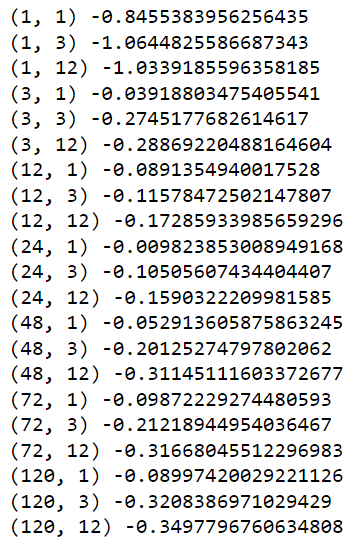 (1, 1) -0.8455383956256435
(1, 3) -1.0644825586687343
(1, 12) -1.0339185596358185
(3, 1) -0.03918803475405541
(3, 3) -0.2745177682614617
(3, 12) -0.28869220488164604
(12, 1) -0.0891354940017528
(12, 3) -0.11578472502147807
(12, 12) -0.17285933985659296
(24, 1) -0.009823853008949168
(24, 3) -0.10505607434404407
(24, 12) -0.1590322209981585
(48, 1) -0.052913605875863245
(48, 3) -0.20125274797802062
(48, 12) -0.31145111603372677
(72, 1) -0.09872229274480593
(72, 3) -0.21218944954036467
(72, 12) -0.31668045512296983
(120, 1) -0.08997420029221126
(120, 3) -0.3208386971029429
(120, 12) -0.3497796760634808